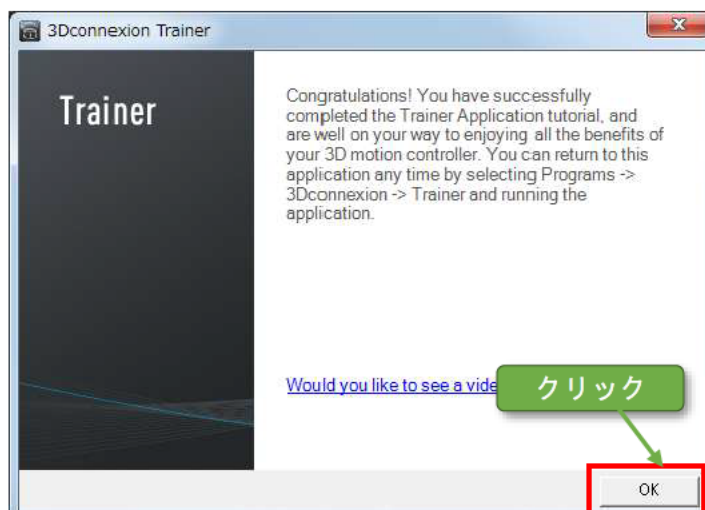 3Dconnexion Trainer
Trainer
Congratulations! You have successfully
completed the Trainer Application tutorial, and
are well on your way to enjoying all the benefits of
your 3D motion controller. You can return to this
application any time by selecting Programs ->
3Dconnexion -> Trainer and running the
application.
Would you like to see a
クリック
OK